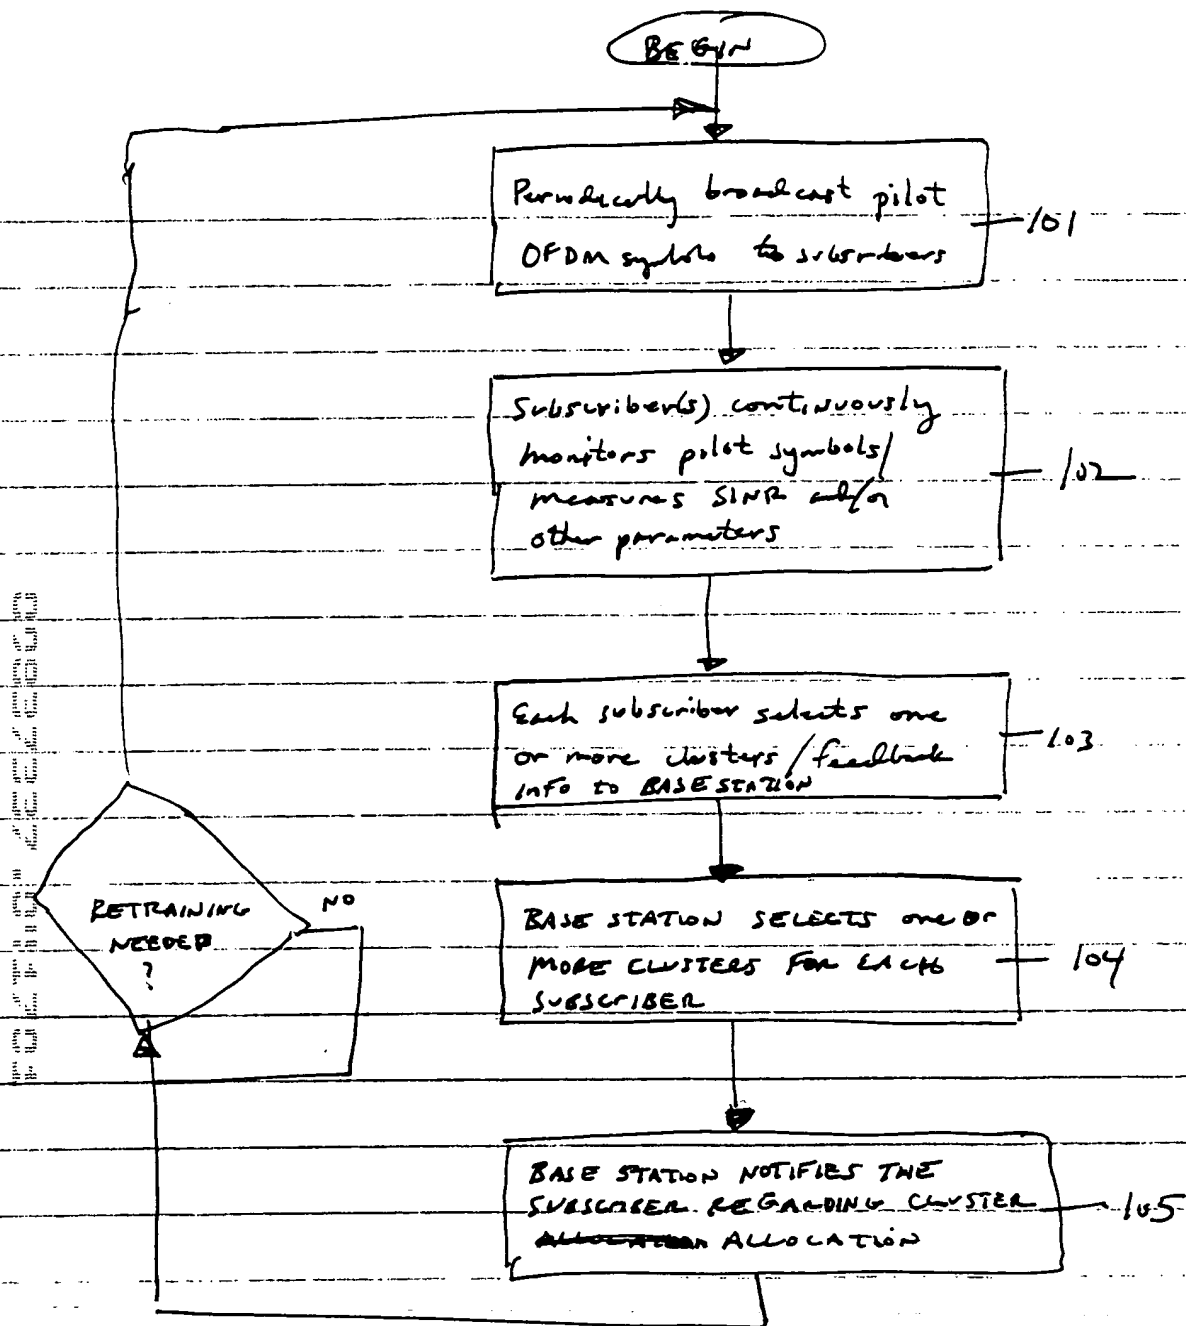 BEGIN
Periodically broadcast pilot
OFDM symbols to subscribers
101
Subscriber(s) continuously
monitors pilot symbols/
measures SINR and/or
other parameters
102
Each subscriber selects one
or more clusters/feedback
info to BASE STATION
103
RETRAINING
NEEDED
?
NO
BASE STATION SELECTS one or
MORE CLUSTERS FOR EACH
SUBSCRIBER
104
BASE STATION NOTIFIES THE
SUBSCRIBER REGARDING CLUSTER
ALLOCATION
105